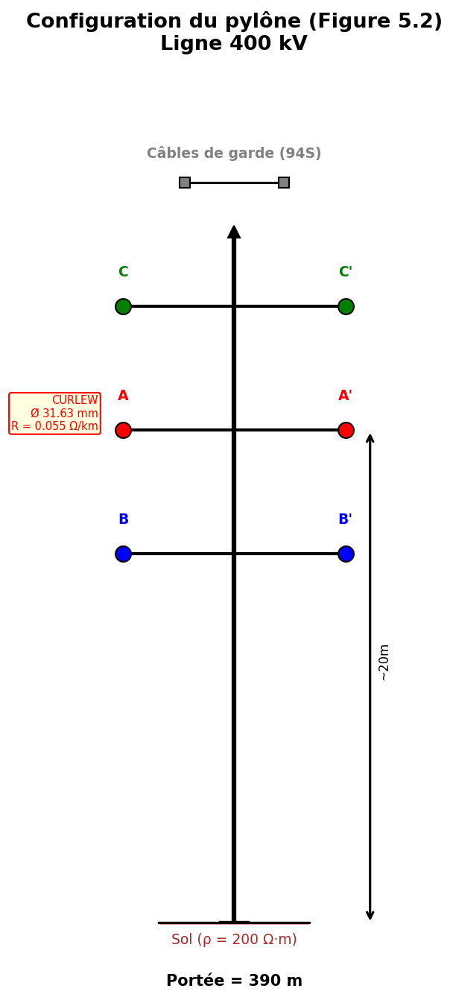 Configuration du pylône (Figure 5.2)
Ligne 400 kV
Câbles de garde (94S)
C
C'
A
A'
CURLEW
Ø 31.63 mm
R = 0.055 Ω/km
B
B'
~20m
Sol (ρ = 200 Ω·m)
Portée = 390 m